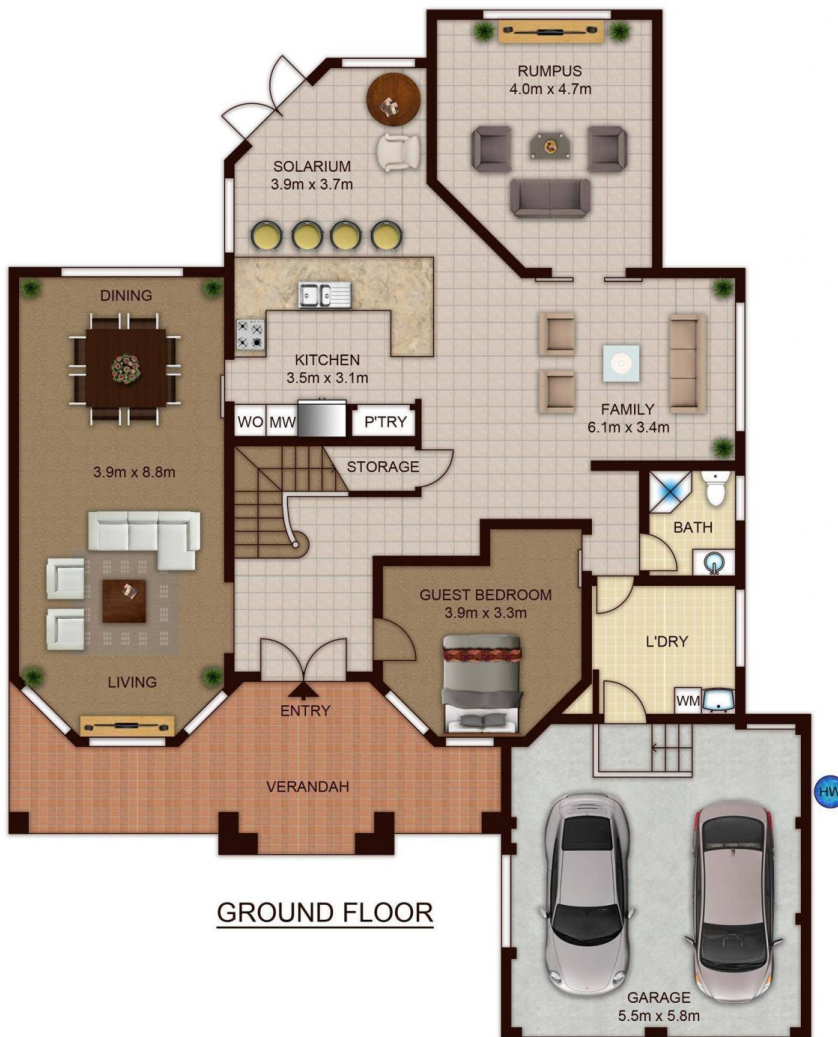 RUMPUS
4.0m x 4.7m
SOLARIUM
3.9m x 3.7m
DINING
KITCHEN
3.5m x 3.1m
WO
MW
P'TRY
FAMILY
6.1m x 3.4m
3.9m x 8.8m
STORAGE
BATH
GUEST BEDROOM
3.9m x 3.3m
L'DRY
LIVING
WM
ENTRY
VERANDAH
HW
GROUND FLOOR
GARAGE
5.5m x 5.8m